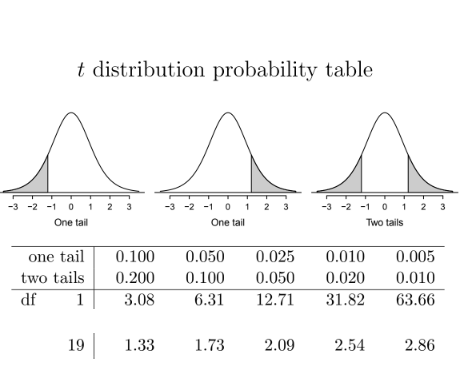 t distribution probability table
−3 −2 −1 0 1 2 3 −3 −2 −1 0 1 2 3 −3 −2 −1 0 1 2 3
One tail One tail Two tails
one tail 0.100 0.050 0.025 0.010 0.005
two tails 0.200 0.100 0.050 0.020 0.010
df 1 3.08 6.31 12.71 31.82 63.66
19 1.33 1.73 2.09 2.54 2.86